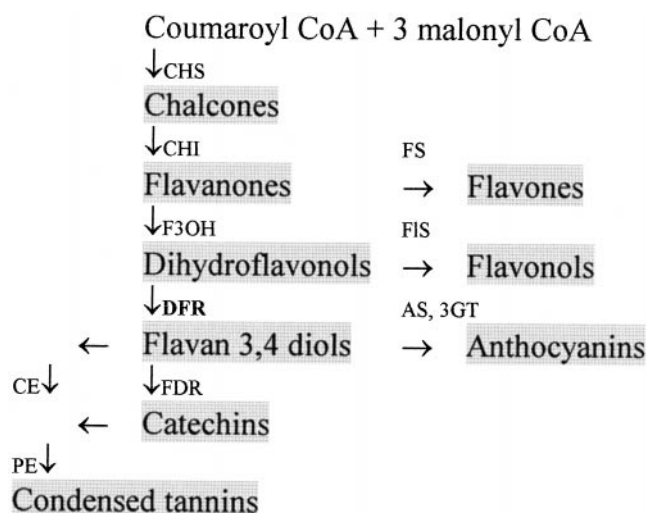 Coumaroyl CoA + 3 malonyl CoA
↓CHS
Chalcones
↓CHI FS
Flavanones → Flavones
↓F3OH FlS
Dihydroflavonols → Flavonols
↓DFR AS, 3GT
← Flavan 3,4 diols → Anthocyanins
CE↓ ↓FDR
← Catechins
PE↓
Condensed tannins